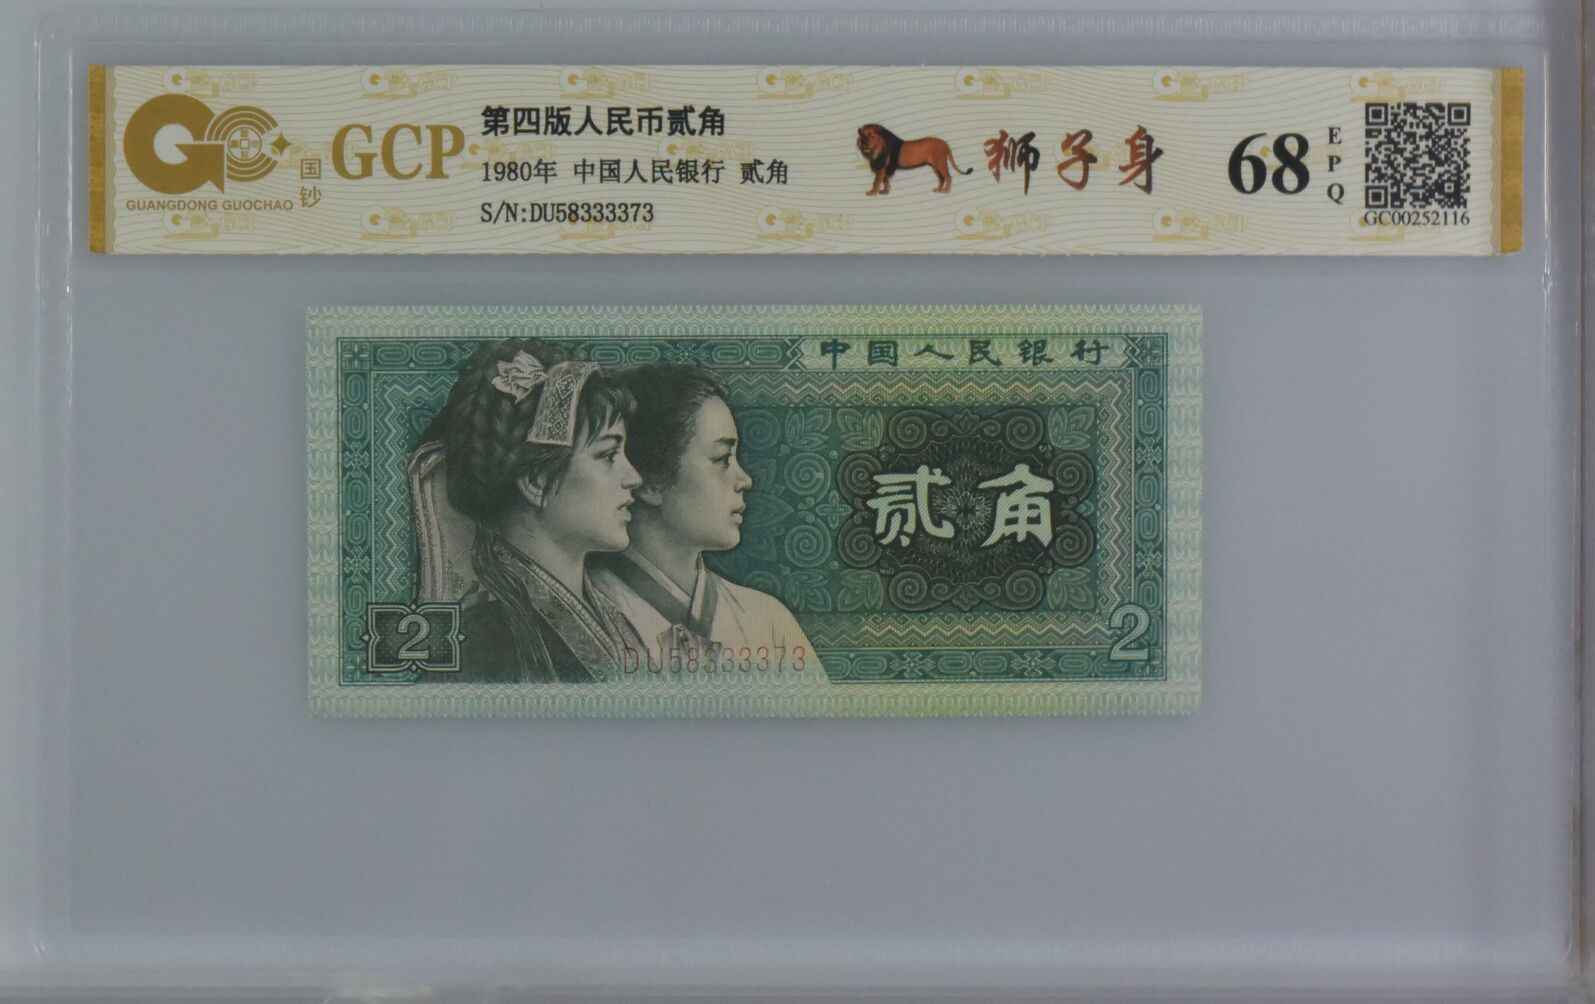 GUANGDONG GUOCHAO
国钞
GCP
第四版人民币贰角
1980年 中国人民银行 贰角
S/N:DU58333373
狮子身
68
EPQ
GC00252116
中国人民银行
贰角
2
DU58333373
2